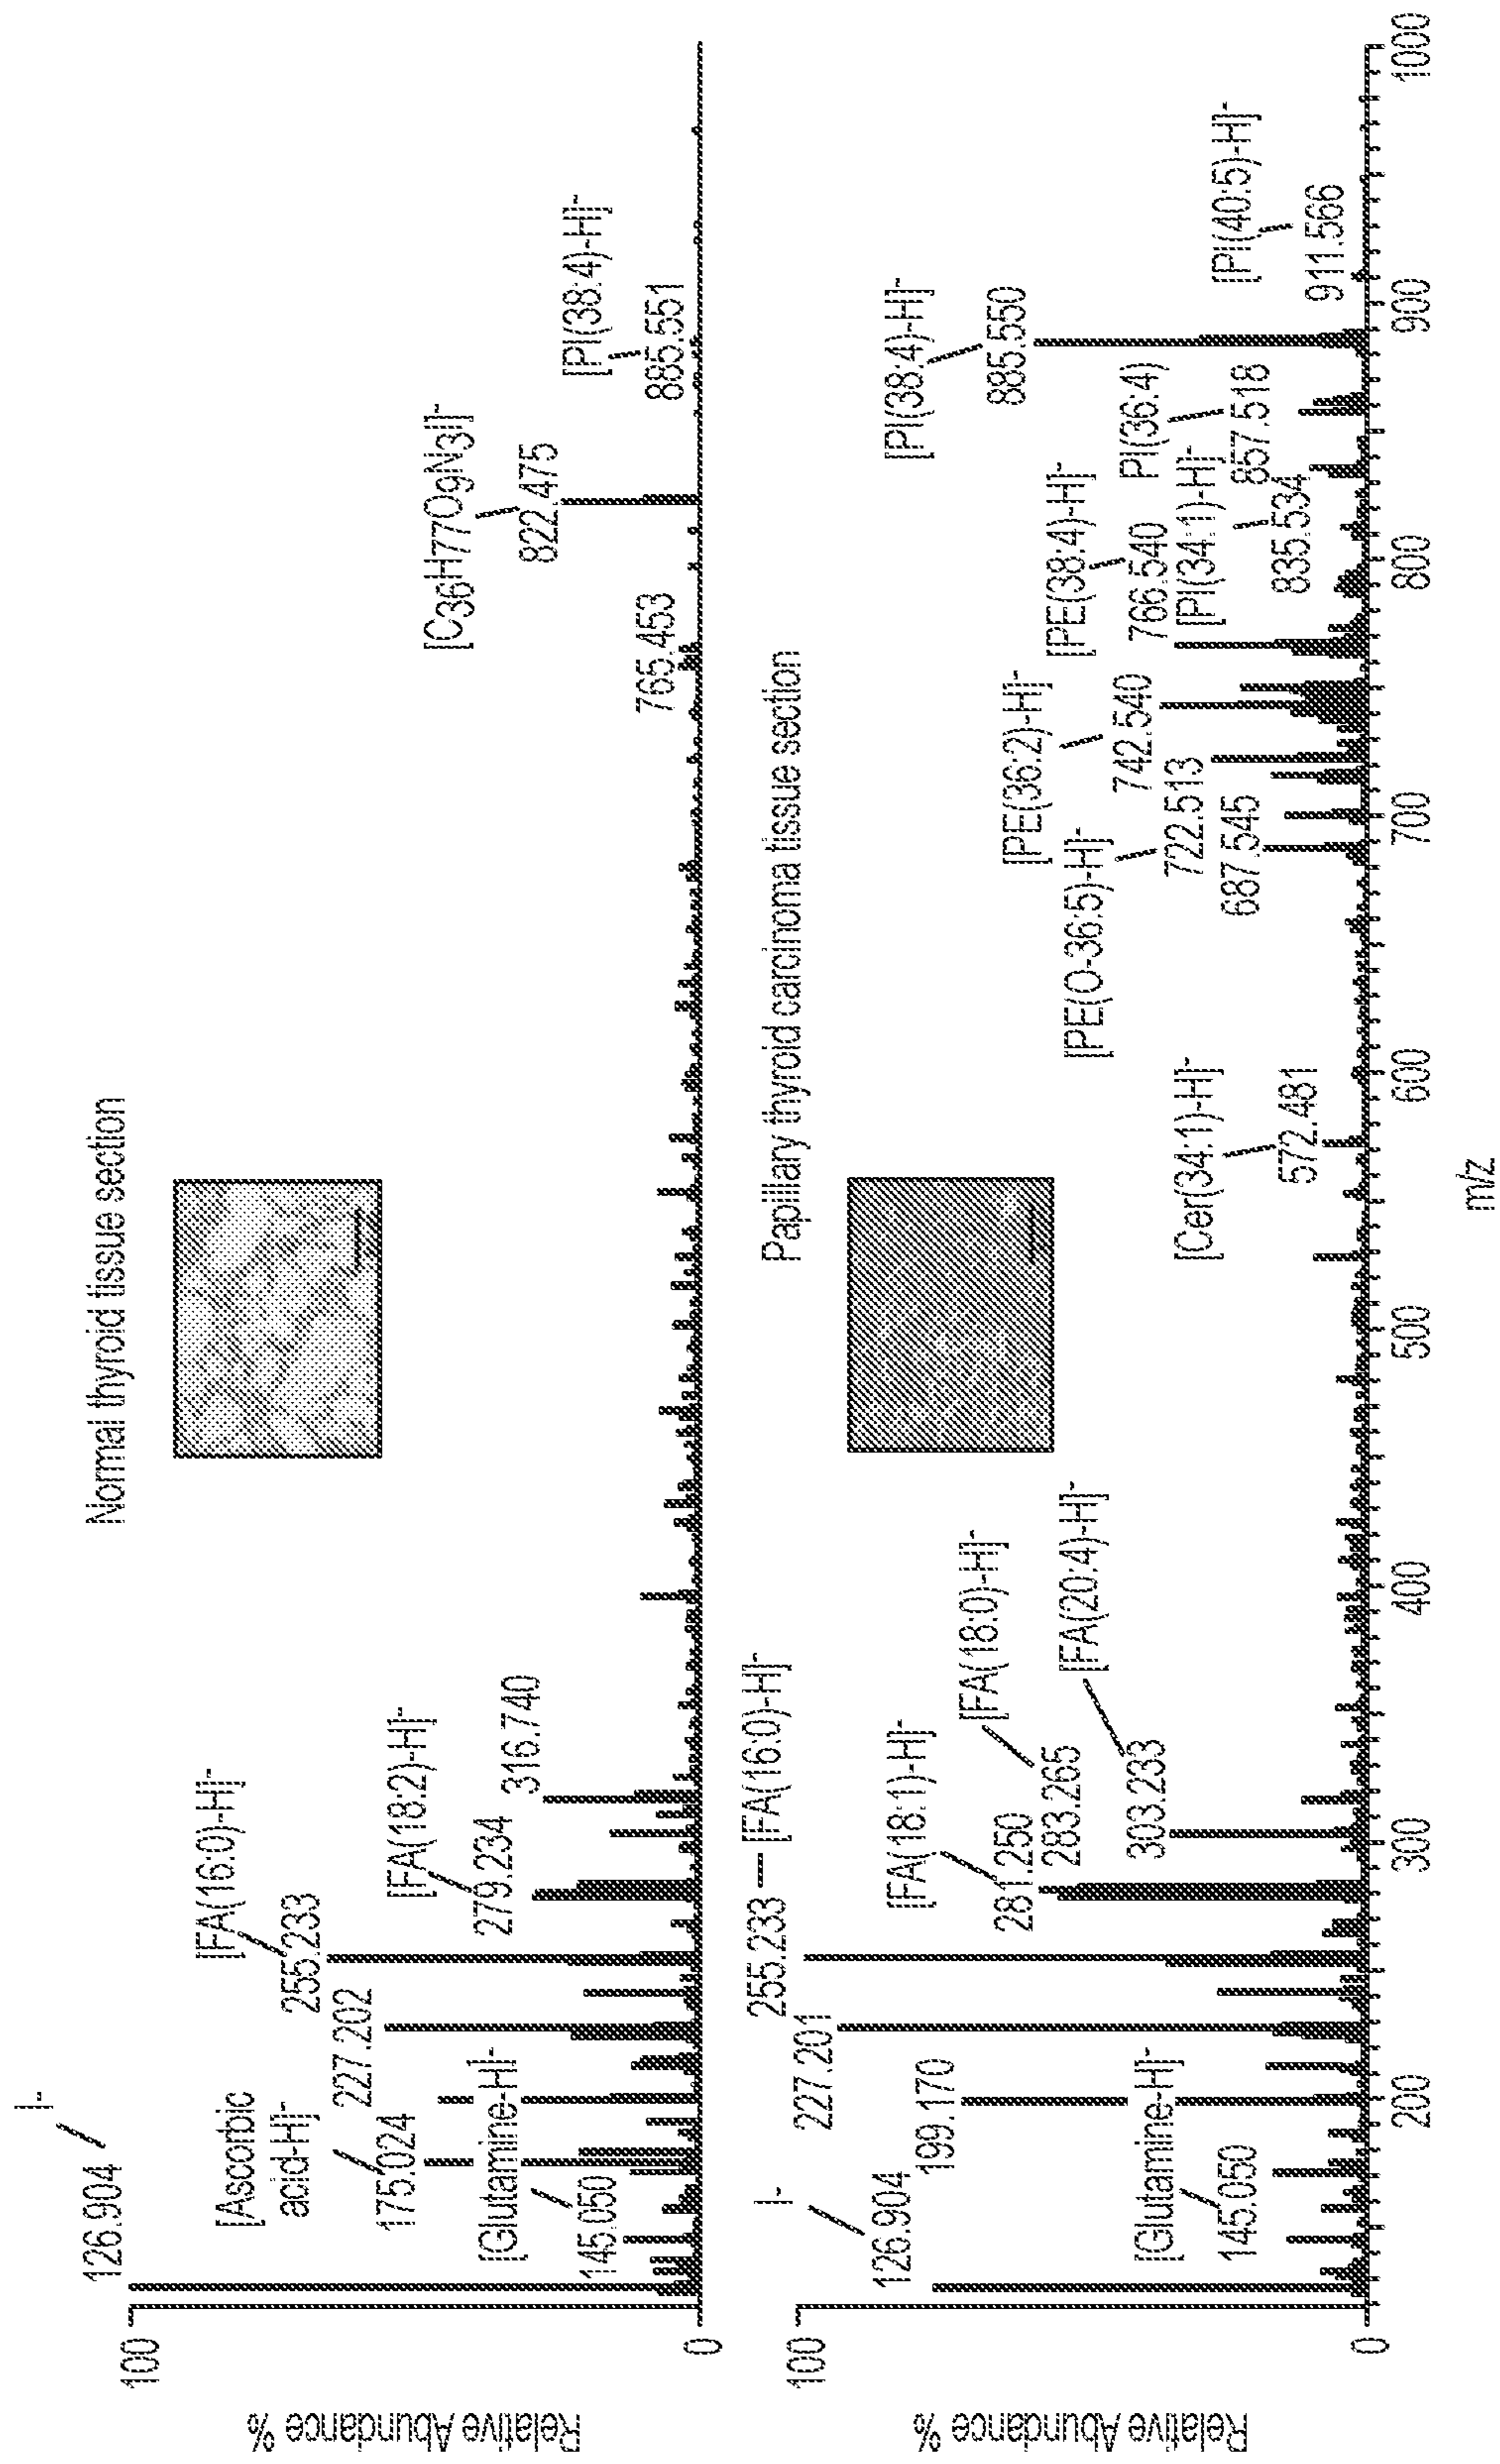 Normal thyroid tissue section
Relative Abundance %
100
0
I-
126.904
[Glutamine-H]-
145.050
[Ascorbic
acid-H]-
175.024
227.202
[FA(16:0)-H]-
255.233
[FA(18:2)-H]-
279.234
316.740
765.453
[C36H77O9N3I]-
822.475
[PI(38:4)-H]-
885.551
Papillary thyroid carcinoma tissue section
Relative Abundance %
100
0
I-
126.904
[Glutamine-H]-
145.050
199.170
227.201
255.233
[FA(16:0)-H]-
[FA(18:1)-H]-
281.250
[FA(18:0)-H]-
283.265
[FA(20:4)-H]-
303.233
[Cer(34:1)-H]-
572.481
687.545
[PE(O-36:5)-H]-
722.513
[PE(36:2)-H]-
742.540
[PE(38:4)-H]-
766.540
[PI(34:1)-H]-
835.534
PI(36:4)
857.518
[PI(38:4)-H]-
885.550
[PI(40:5)-H]-
911.566
200
300
400
500
600
700
800
900
1000
m/z